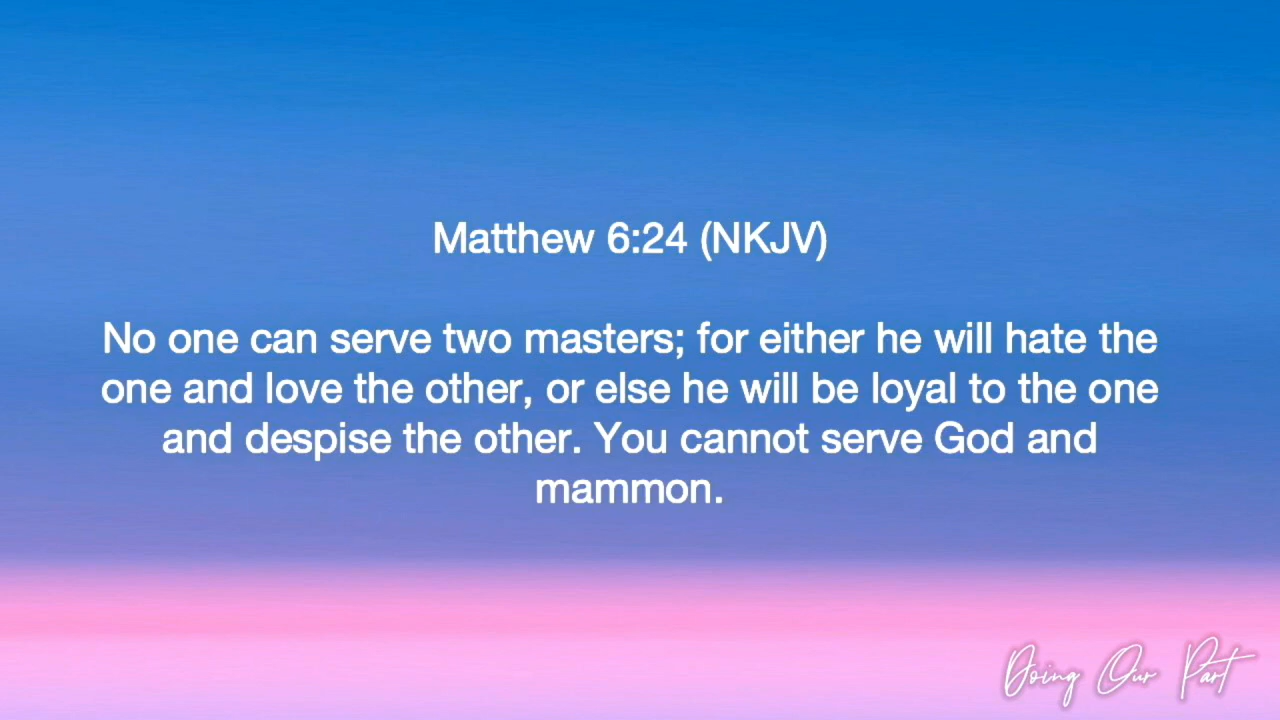 Matthew 6:24 (NKJV)
No one can serve two masters; for either he will hate the
one and love the other, or else he will be loyal to the one
and despise the other. You cannot serve God and
mammon.
Doing Our Part